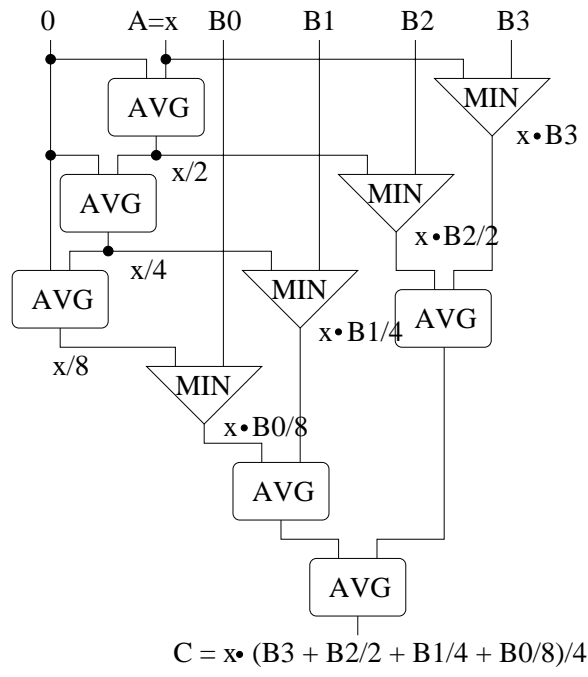 0 A=x B0 B1 B2 B3
AVG
MIN
x•B3
x/2
MIN
AVG
x•B2/2
x/4
AVG
MIN
AVG
x•B1/4
x/8
MIN
x•B0/8
AVG
AVG
C = x• (B3 + B2/2 + B1/4 + B0/8)/4